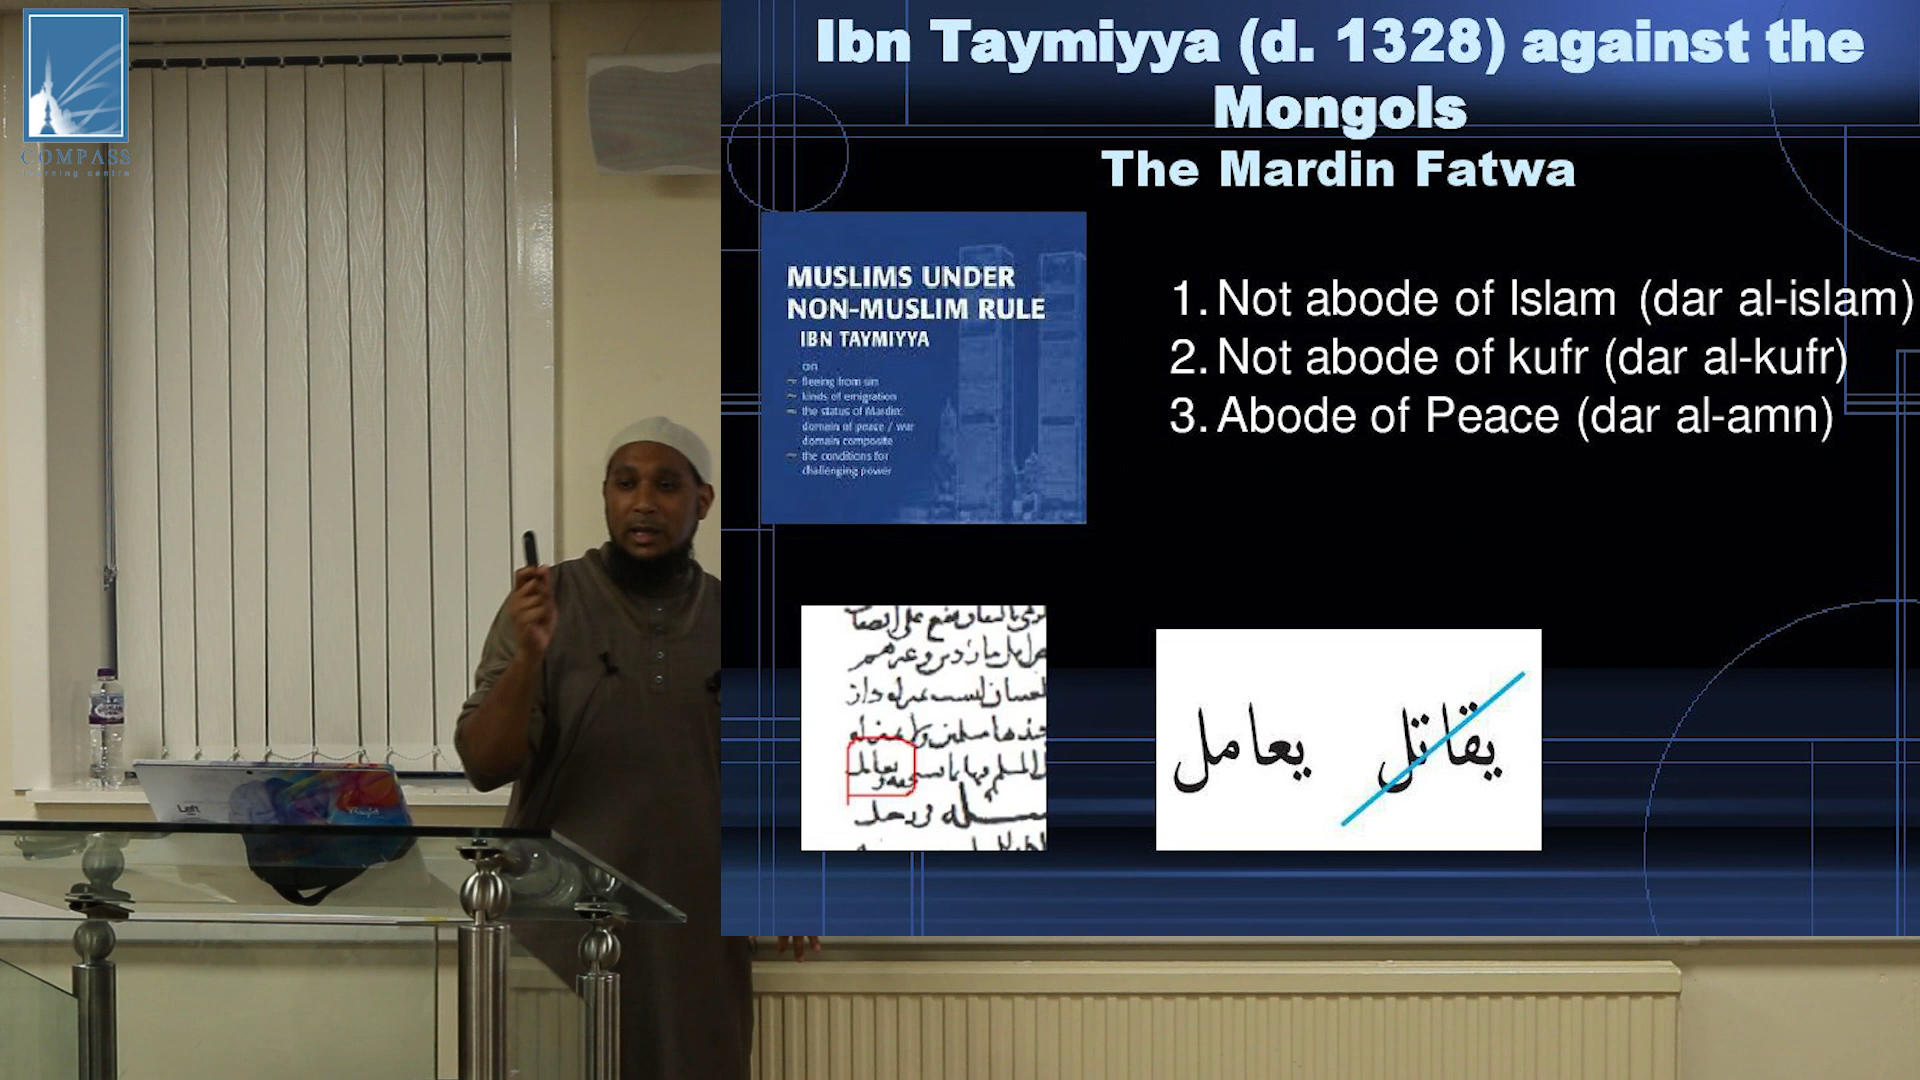 COMPASS
learning centre
Ibn Taymiyya (d. 1328) against the
Mongols
The Mardin Fatwa
MUSLIMS UNDER
NON-MUSLIM RULE
IBN TAYMIYYA
on
fleeing from sin
kinds of emigration
the status of Mardin:
domain of peace / war
domain composite
the conditions for
challenging power
1. Not abode of Islam (dar al-islam)
2. Not abode of kufr (dar al-kufr)
3. Abode of Peace (dar al-amn)
يقاتل يعامل